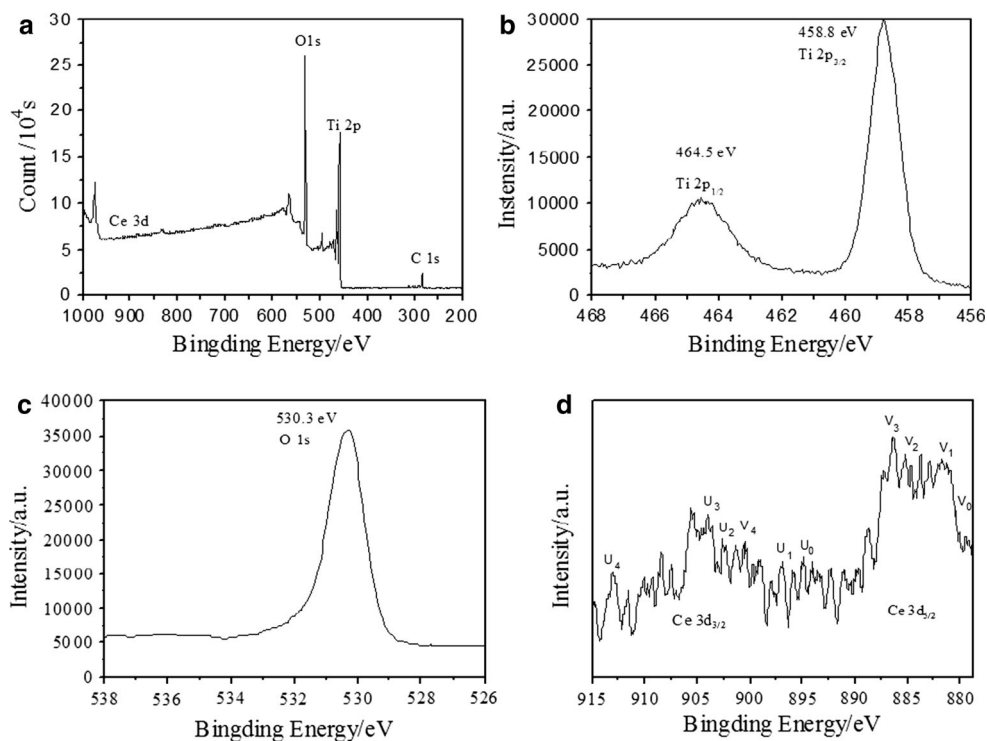 a
30
25
20
15
10
5
0
Count /10⁴s
O1s
Ti 2p
Ce 3d
C 1s
1000 900 800 700 600 500 400 300 200
Bingding Energy/eV
b
30000
25000
20000
15000
10000
5000
0
Instensity/a.u.
458.8 eV
Ti 2p3/2
464.5 eV
Ti 2p1/2
468 466 464 462 460 458 456
Binding Energy/eV
c
40000
35000
30000
25000
20000
15000
10000
5000
0
Intensity/a.u.
530.3 eV
O 1s
538 536 534 532 530 528 526
Bingding Energy/eV
d
Intensity/a.u.
V3
V2
V1
V0
U3
U2
V4
U1
U0
U4
Ce 3d3/2
Ce 3d5/2
915 910 905 900 895 890 885 880
Bingding Energy/eV